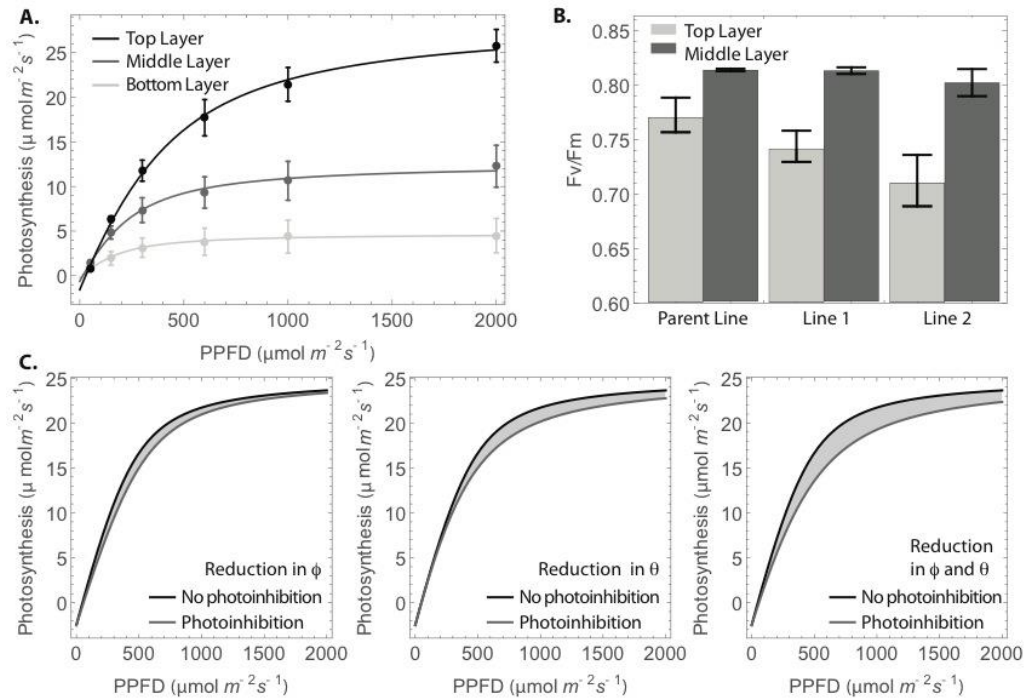 A.
Photosynthesis (μ mol m⁻² s⁻¹)
25
20
15
10
5
0
Top Layer
Middle Layer
Bottom Layer
0 500 1000 1500 2000
PPFD (μmol m⁻² s⁻¹)
B.
Fv/Fm
0.85
0.80
0.75
0.70
0.65
0.60
Top Layer
Middle Layer
Parent Line Line 1 Line 2
C.
Photosynthesis (μ mol m⁻² s⁻¹)
25
20
15
10
5
0
Reduction in ϕ
No photoinhibition
Photoinhibition
0 500 1000 1500 2000
PPFD (μmol m⁻² s⁻¹)
Photosynthesis (μ mol m⁻² s⁻¹)
25
20
15
10
5
0
Reduction in θ
No photoinhibition
Photoinhibition
0 500 1000 1500 2000
PPFD (μmol m⁻² s⁻¹)
Photosynthesis (μ mol m⁻² s⁻¹)
25
20
15
10
5
0
Reduction
in ϕ and θ
No photoinhibition
Photoinhibition
0 500 1000 1500 2000
PPFD (μmol m⁻² s⁻¹)